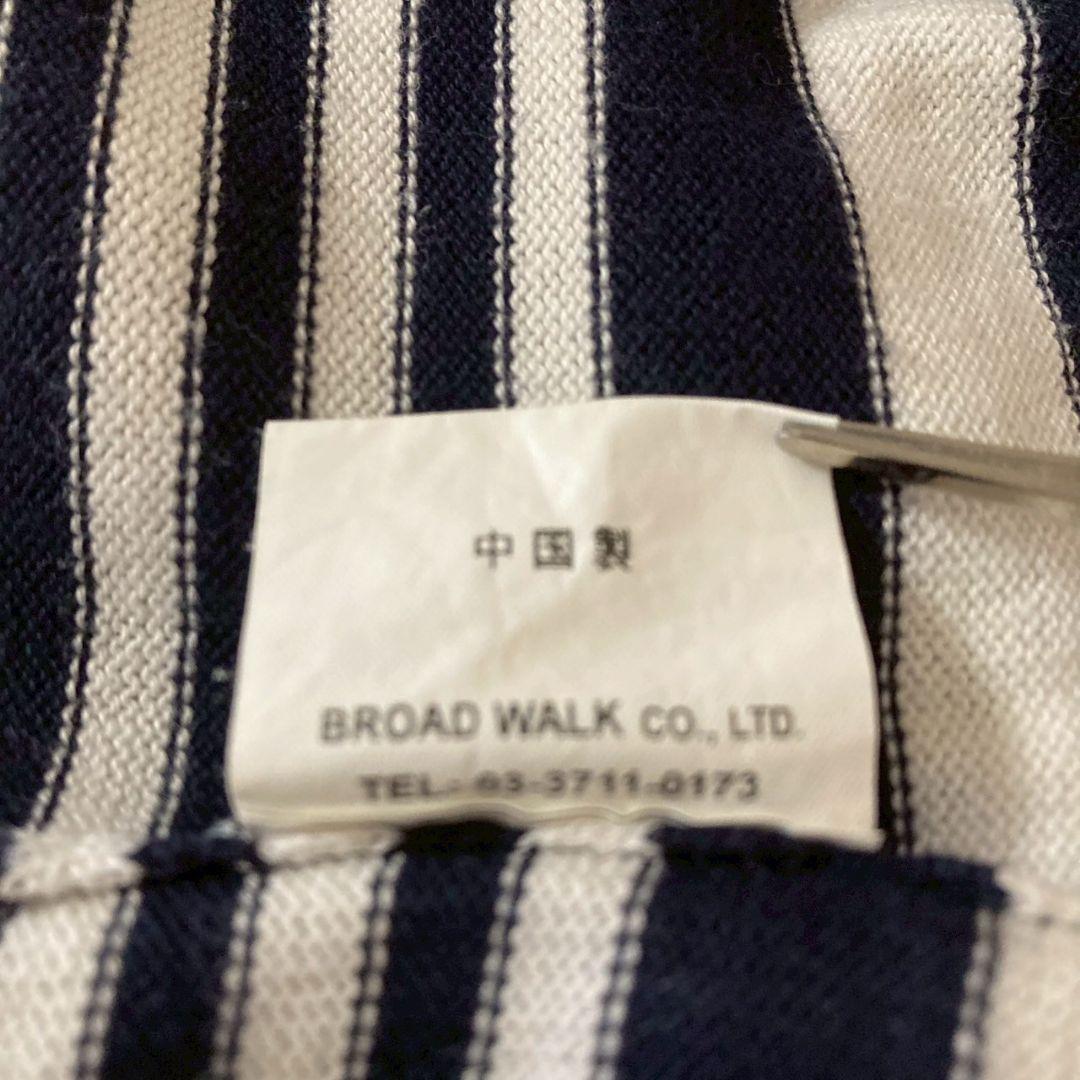 中国製
BROAD WALK CO., LTD.
TEL: 03-3711-0173